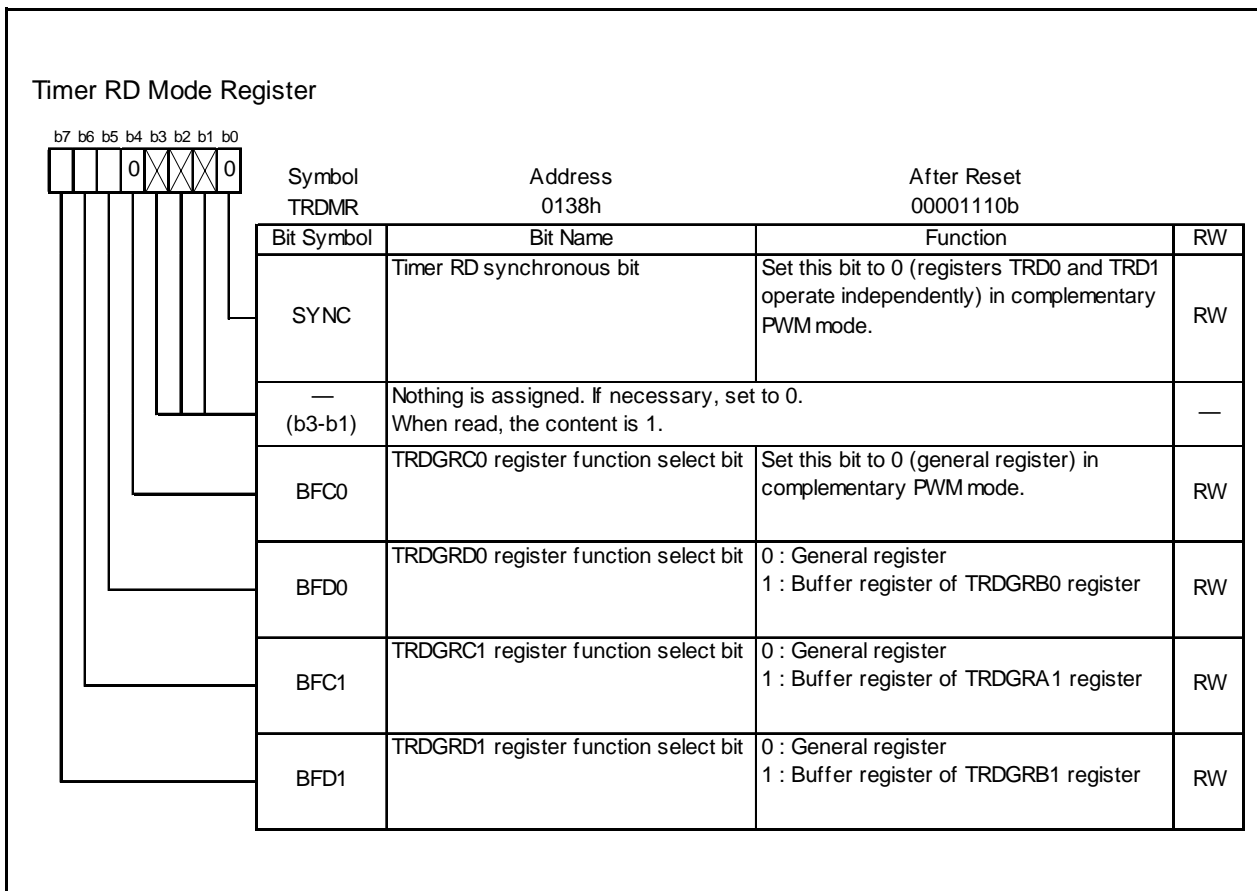 Timer RD Mode Register
b7 b6 b5 b4 b3 b2 b1 b0
0 0
Symbol Address After Reset
TRDMR 0138h 00001110b
Bit Symbol Bit Name Function RW
SYNC Timer RD synchronous bit Set this bit to 0 (registers TRD0 and TRD1
operate independently) in complementary
PWM mode. RW
—
(b3-b1) Nothing is assigned. If necessary, set to 0.
When read, the content is 1. —
BFC0 TRDGRC0 register function select bit Set this bit to 0 (general register) in
complementary PWM mode. RW
BFD0 TRDGRD0 register function select bit 0 : General register
1 : Buffer register of TRDGRB0 register RW
BFC1 TRDGRC1 register function select bit 0 : General register
1 : Buffer register of TRDGRA1 register RW
BFD1 TRDGRD1 register function select bit 0 : General register
1 : Buffer register of TRDGRB1 register RW